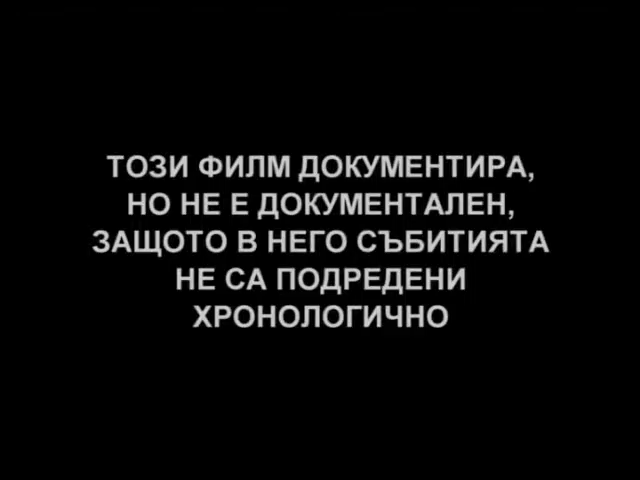 ТОЗИ ФИЛМ ДОКУМЕНТИРА,
НО НЕ Е ДОКУМЕНТАЛЕН,
ЗАЩОТО В НЕГО СЪБИТИЯТА
НЕ СА ПОДРЕДЕНИ
ХРОНОЛОГИЧНО